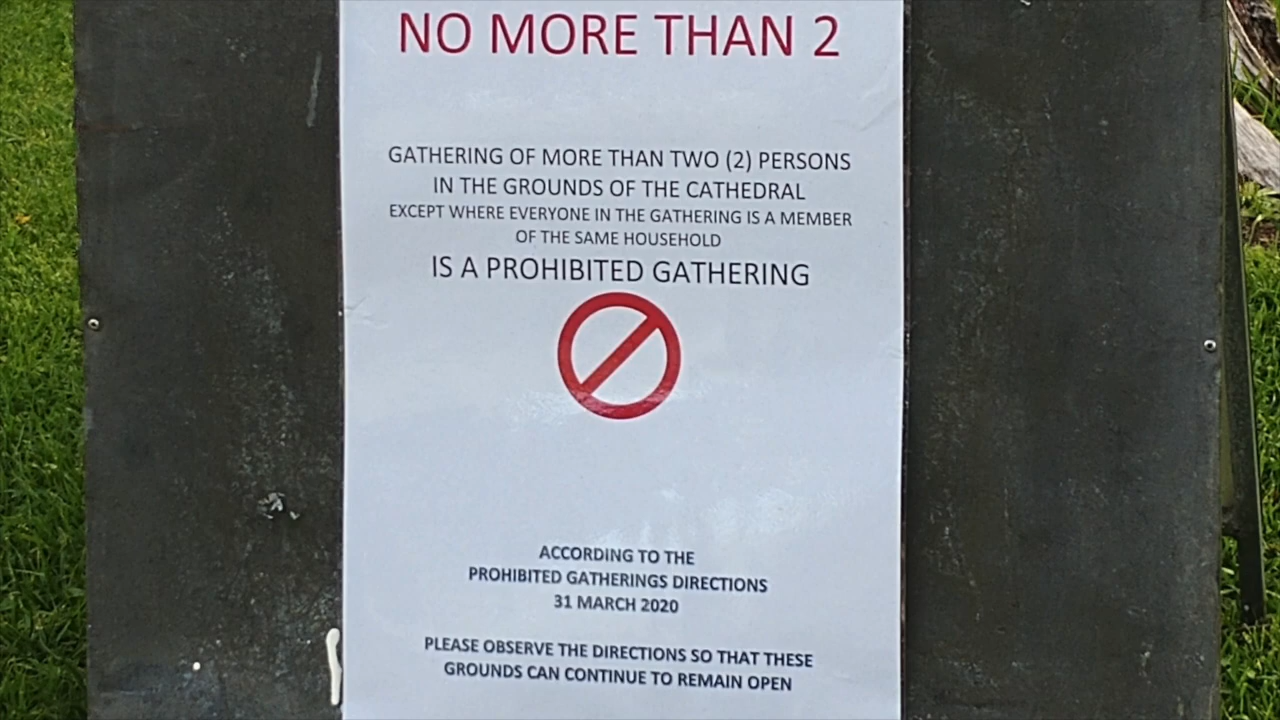 NO MORE THAN 2
GATHERING OF MORE THAN TWO (2) PERSONS
IN THE GROUNDS OF THE CATHEDRAL
EXCEPT WHERE EVERYONE IN THE GATHERING IS A MEMBER
OF THE SAME HOUSEHOLD
IS A PROHIBITED GATHERING
ACCORDING TO THE
PROHIBITED GATHERINGS DIRECTIONS
31 MARCH 2020
PLEASE OBSERVE THE DIRECTIONS SO THAT THESE
GROUNDS CAN CONTINUE TO REMAIN OPEN